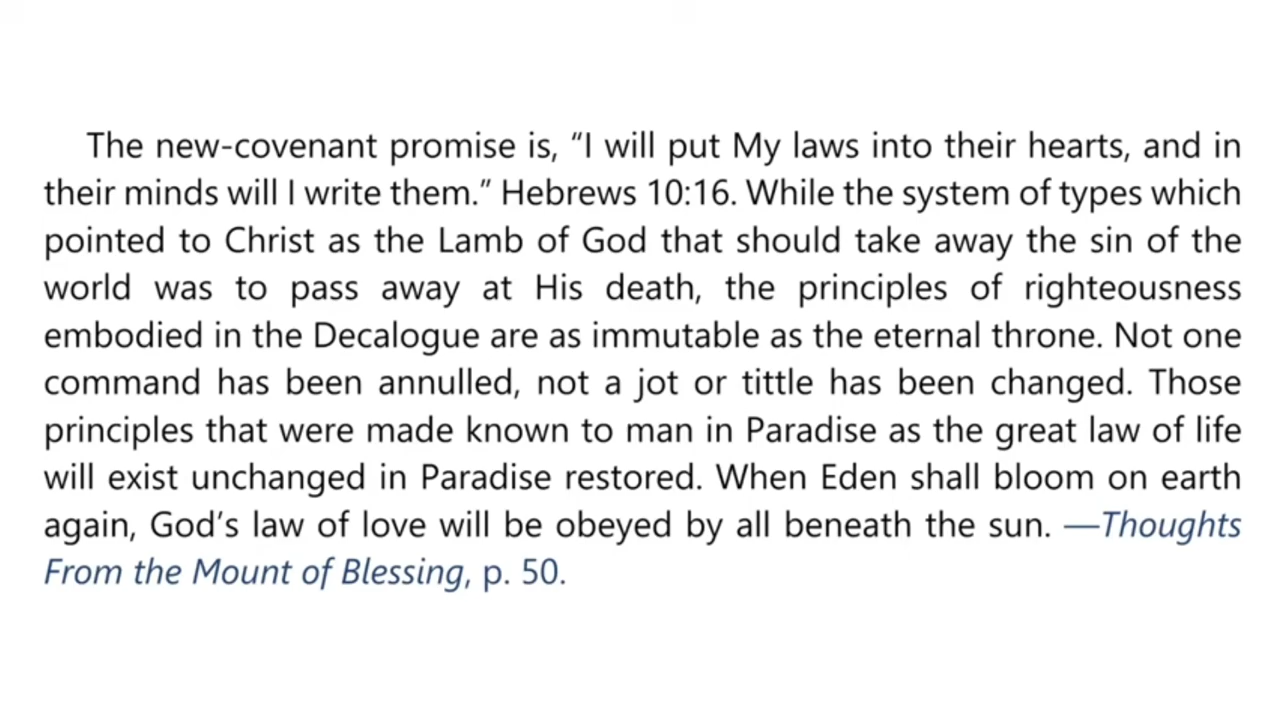 The new-covenant promise is, “I will put My laws into their hearts, and in
their minds will I write them.” Hebrews 10:16. While the system of types which
pointed to Christ as the Lamb of God that should take away the sin of the
world was to pass away at His death, the principles of righteousness
embodied in the Decalogue are as immutable as the eternal throne. Not one
command has been annulled, not a jot or tittle has been changed. Those
principles that were made known to man in Paradise as the great law of life
will exist unchanged in Paradise restored. When Eden shall bloom on earth
again, God’s law of love will be obeyed by all beneath the sun. —Thoughts
From the Mount of Blessing, p. 50.